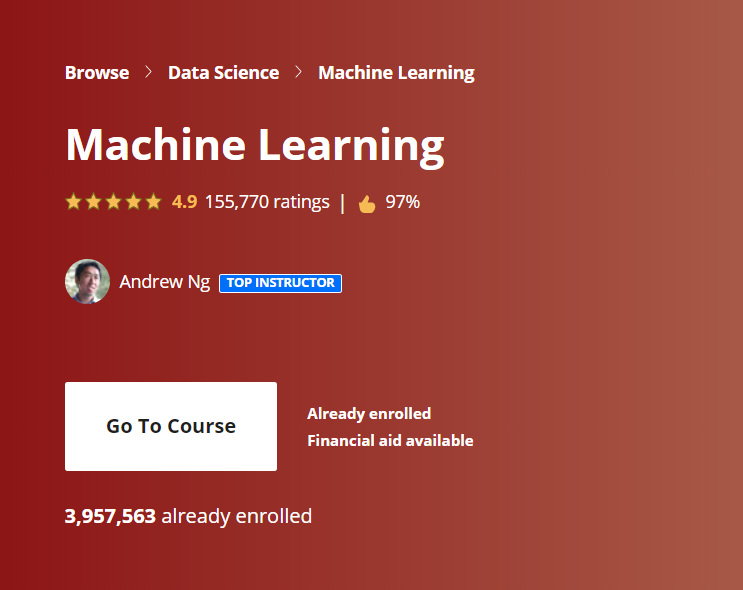 Browse > Data Science > Machine Learning
Machine Learning
4.9 155,770 ratings | 97%
Andrew Ng TOP INSTRUCTOR
Go To Course
Already enrolled
Financial aid available
3,957,563 already enrolled